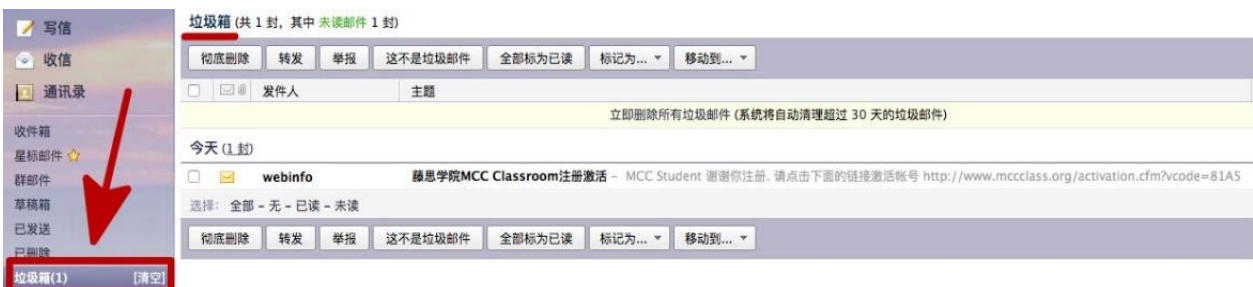 写信
收信
通讯录
收件箱
星标邮件
群邮件
草稿箱
已发送
已删除
垃圾箱(1) [清空]
垃圾箱 (共 1 封，其中 未读邮件 1 封)
彻底删除 转发 举报 这不是垃圾邮件 全部标为已读 标记为... 移动到...
发件人 主题
立即删除所有垃圾邮件 (系统将自动清理超过 30 天的垃圾邮件)
今天 (1 封)
webinfo 藤思学院MCC Classroom注册激活 - MCC Student 谢谢你注册. 请点击下面的链接激活帐号 http://www.mccclass.org/activation.cfm?vcode=81A5
选择: 全部 - 无 - 已读 - 未读
彻底删除 转发 举报 这不是垃圾邮件 全部标为已读 标记为... 移动到...